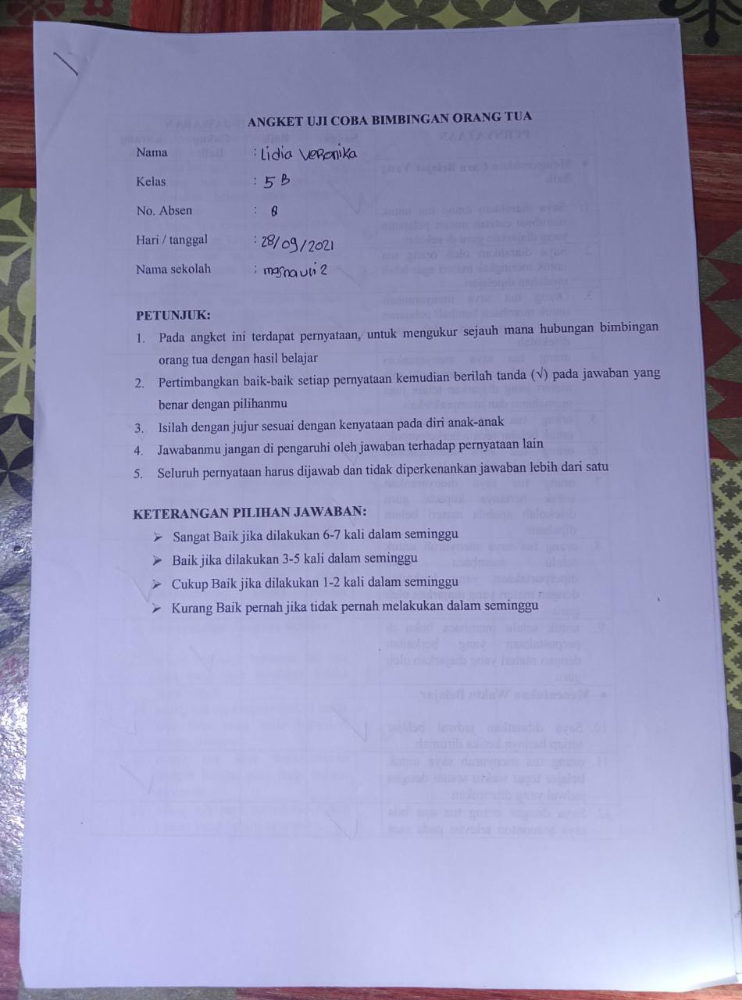 ANGKET UJI COBA BIMBINGAN ORANG TUA
Nama : Lidia Veronika
Kelas : 5 B
No. Absen : 8
Hari / tanggal : 28/09/2021
Nama sekolah :
PETUNJUK:
1. Pada angket ini terdapat pernyataan, untuk mengukur sejauh mana hubungan bimbingan
orang tua dengan hasil belajar
2. Pertimbangkan baik-baik setiap pernyataan kemudian berilah tanda (√) pada jawaban yang
benar dengan pilihanmu
3. Isilah dengan jujur sesuai dengan kenyataan pada diri anak-anak
4. Jawabanmu jangan di pengaruhi oleh jawaban terhadap pernyataan lain
5. Seluruh pernyataan harus dijawab dan tidak diperkenankan jawaban lebih dari satu
KETERANGAN PILIHAN JAWABAN:
➢ Sangat Baik jika dilakukan 6-7 kali dalam seminggu
➢ Baik jika dilakukan 3-5 kali dalam seminggu
➢ Cukup Baik jika dilakukan 1-2 kali dalam seminggu
➢ Kurang Baik pernah jika tidak pernah melakukan dalam seminggu